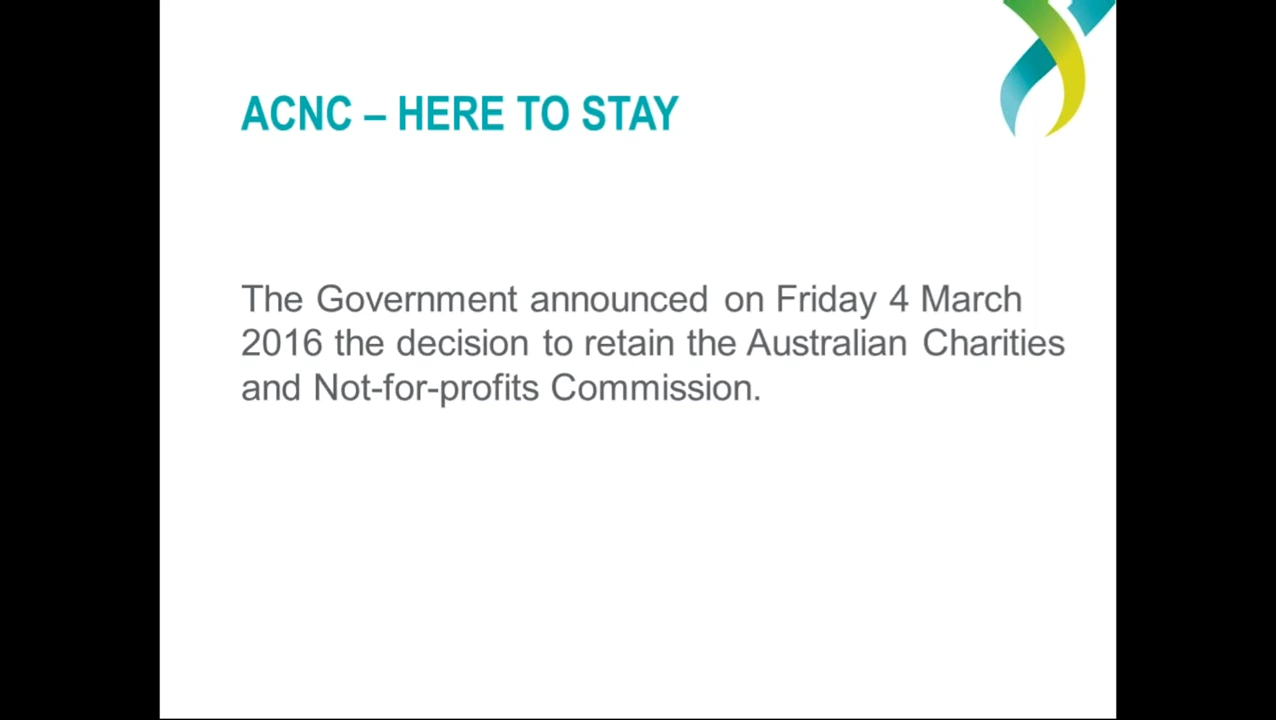 ACNC – HERE TO STAY
The Government announced on Friday 4 March
2016 the decision to retain the Australian Charities
and Not-for-profits Commission.